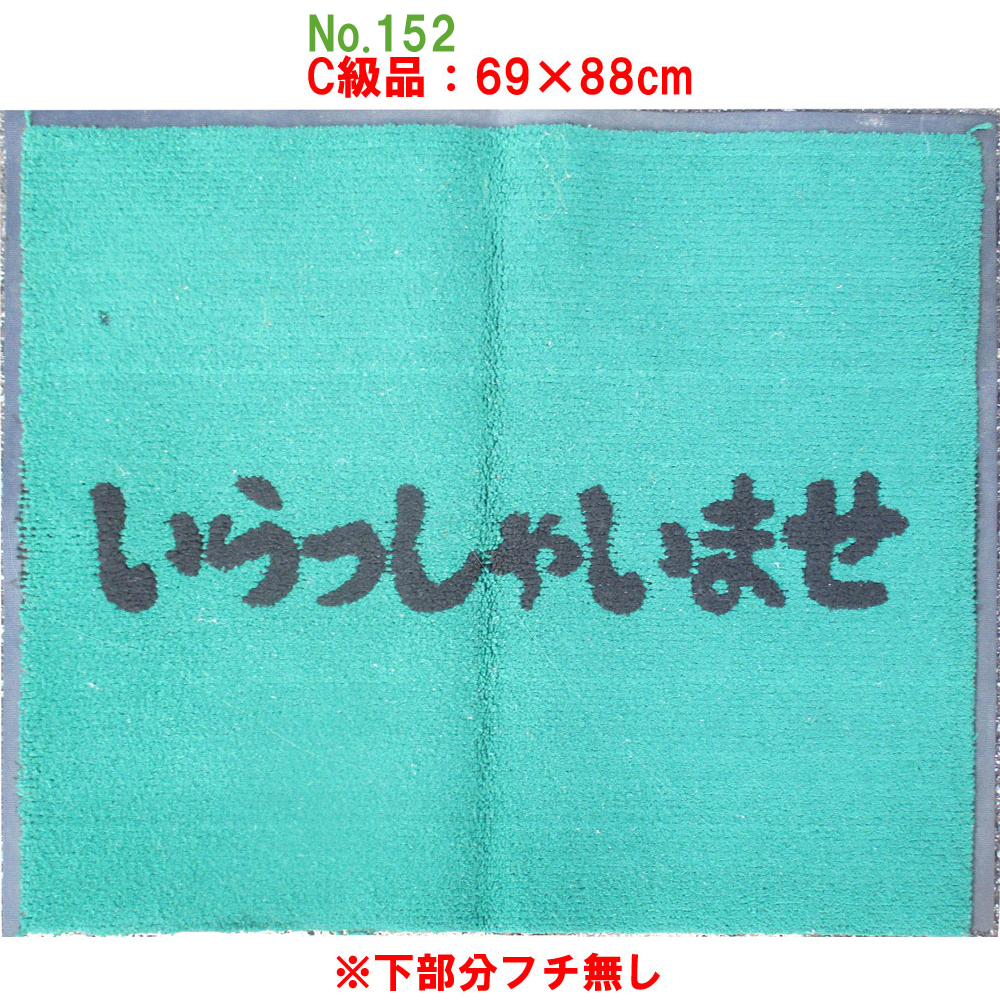 No.152
C級品：69×88cm
いらっしゃいませ
※下部分フチ無し